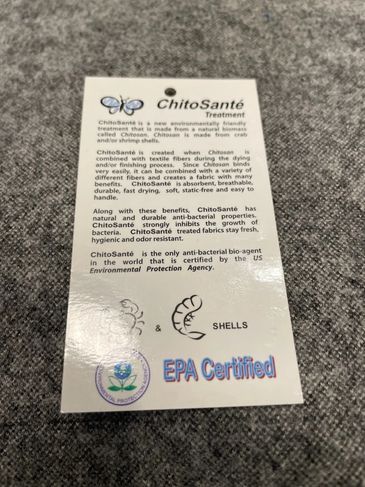 ChitoSanté
Treatment
ChitoSanté is a new environmentally friendly
treatment that is made from a natural biomass
called Chitosan. Chitosan is made from crab
and/or shrimp shells.
ChitoSanté is created when Chitosan is
combined with textile fibers during the dying
and/or finishing process. Since Chitosan binds
very easily, it can be combined with a variety of
different fibers and creates a fabric with many
benefits. ChitoSanté is absorbent, breathable,
durable, fast drying, soft, static-free and easy to
handle.
Along with these benefits, ChitoSanté has
natural and durable anti-bacterial properties.
ChitoSanté strongly inhibits the growth of
bacteria. ChitoSanté treated fabrics stay fresh,
hygienic and odor resistant.
ChitoSanté is the only anti-bacterial bio-agent
in the world that is certified by the US
Environmental Protection Agency.
& SHELLS
EPA Certified